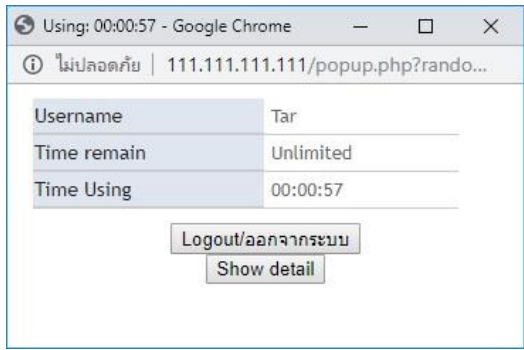 Using: 00:00:57 - Google Chrome
ไม่ปลอดภัย | 111.111.111.111/popup.php?rando...
Username Tar
Time remain Unlimited
Time Using 00:00:57
Logout/ออกจากระบบ
Show detail